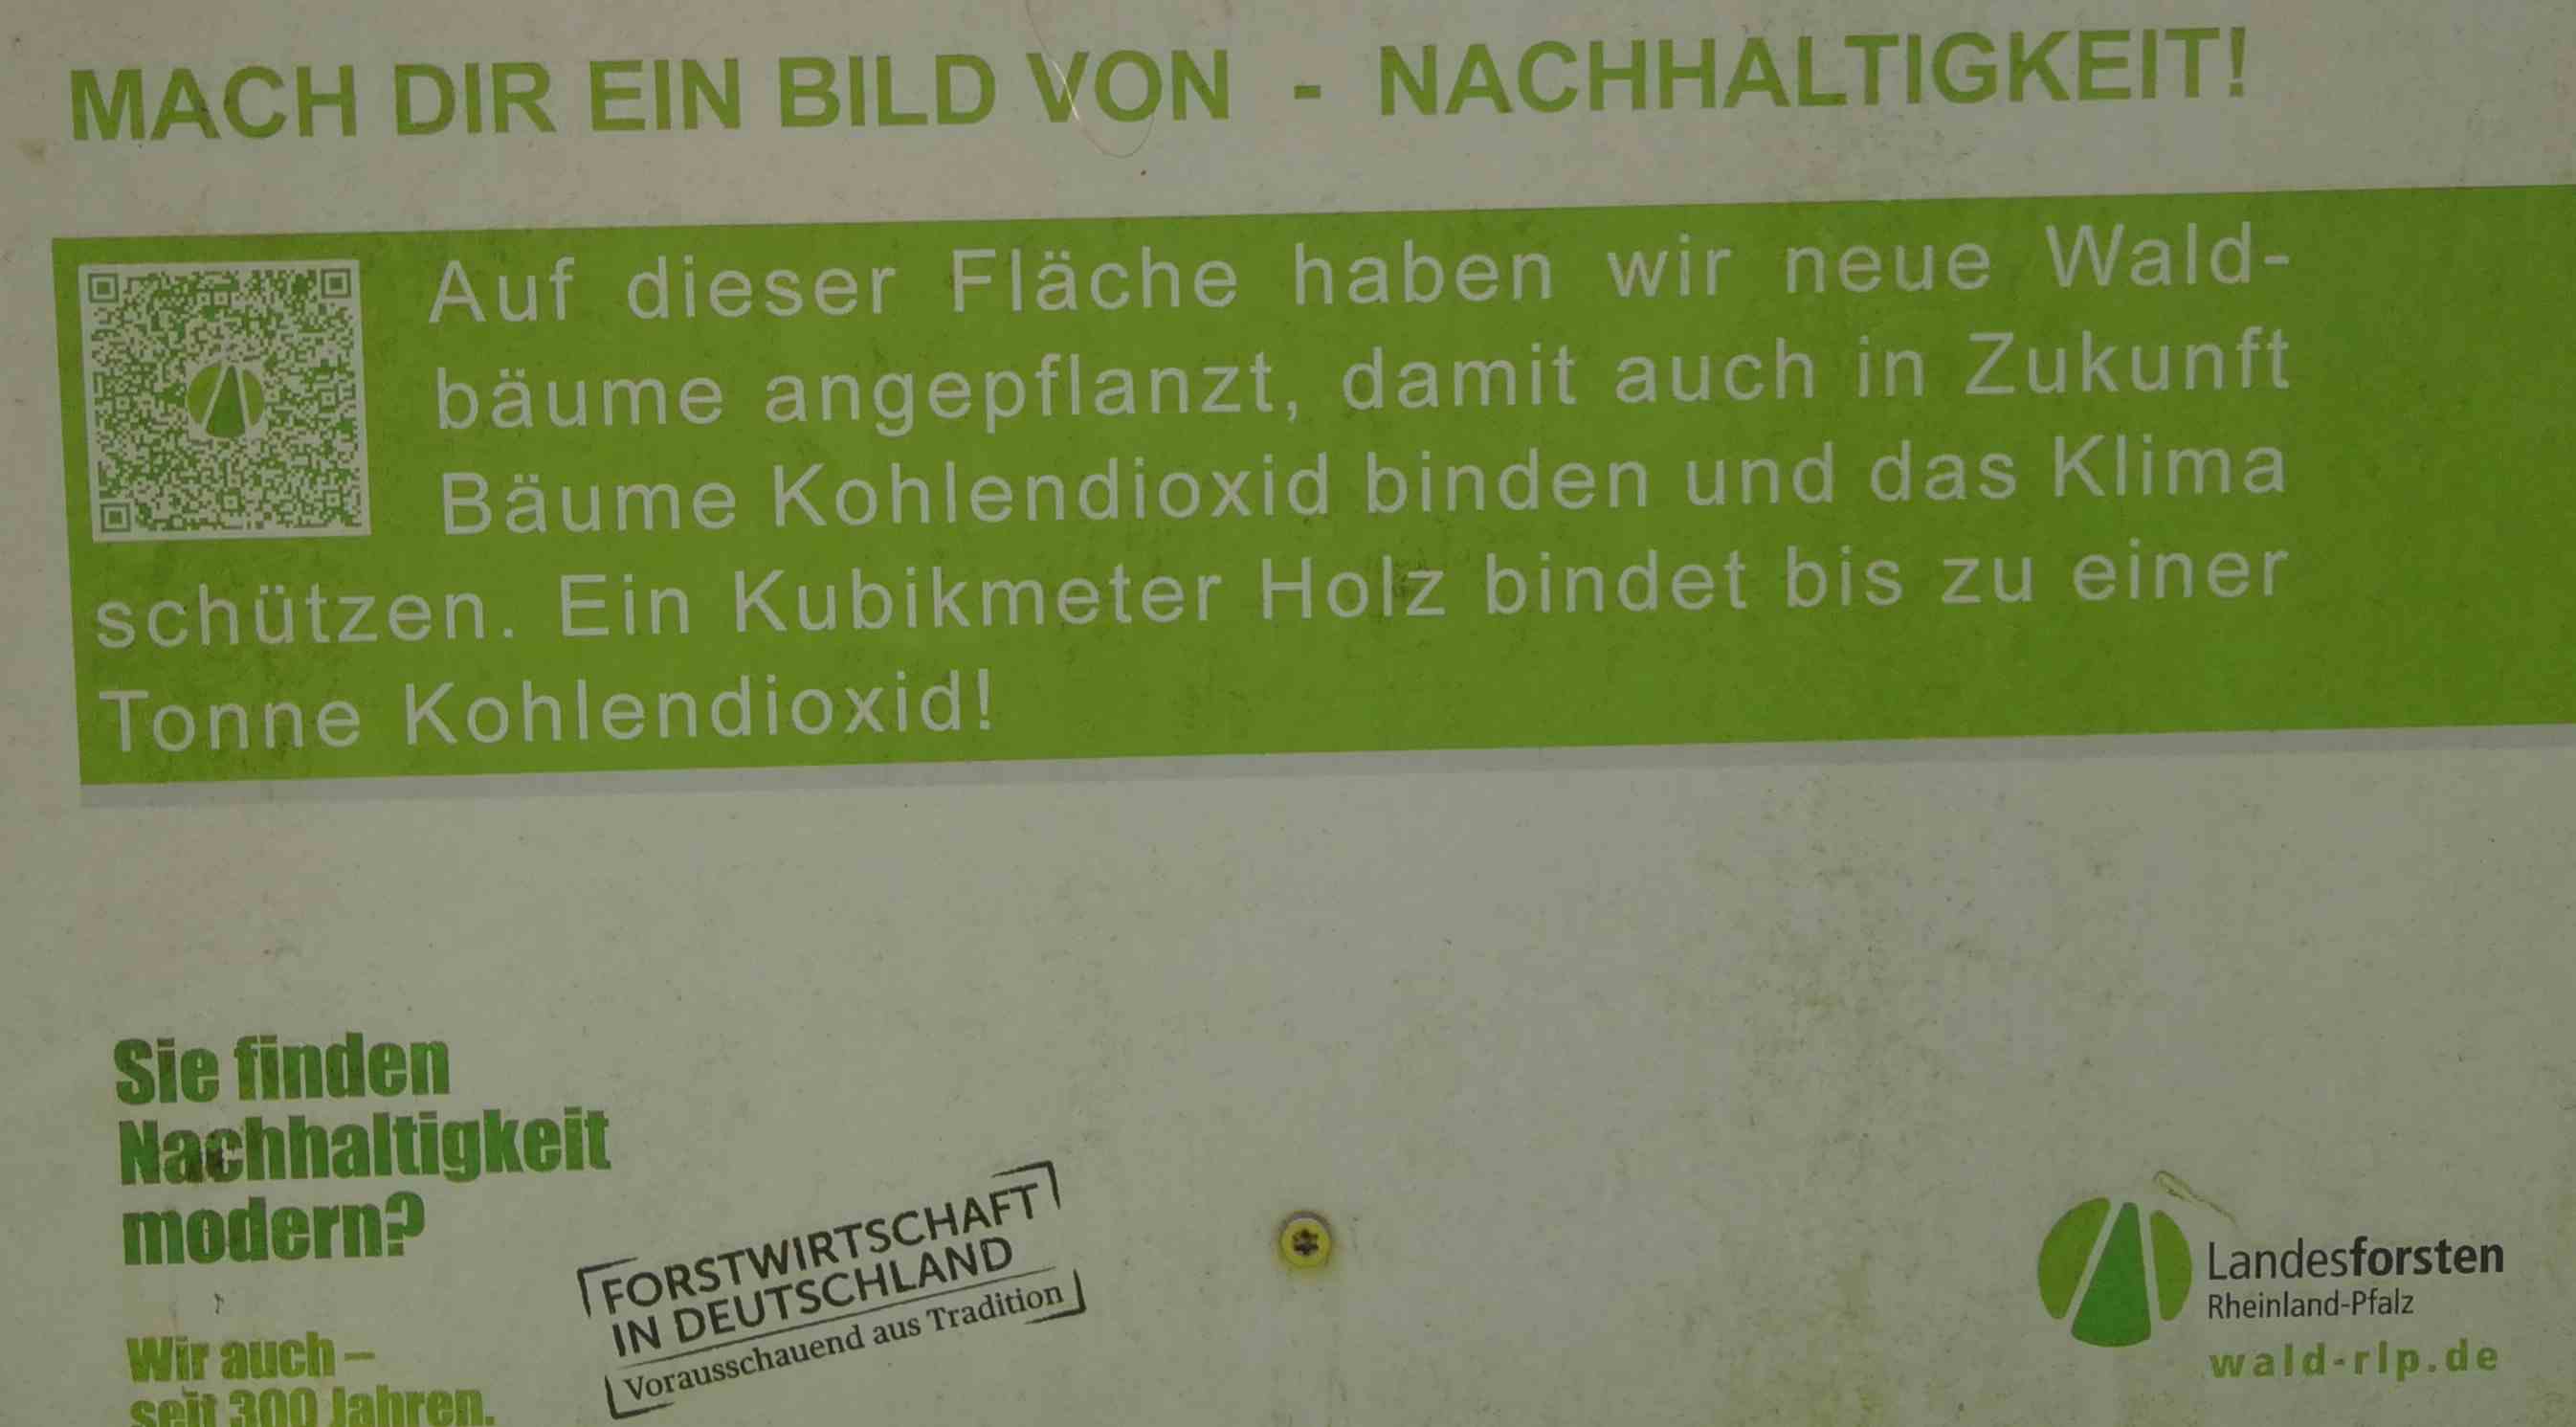 MACH DIR EIN BILD VON - NACHHALTIGKEIT!
Auf dieser Fläche haben wir neue Wald-
bäume angepflanzt, damit auch in Zukunft
Bäume Kohlendioxid binden und das Klima
schützen. Ein Kubikmeter Holz bindet bis zu einer
Tonne Kohlendioxid!
Sie finden
Nachhaltigkeit
modern?
Wir auch –
seit 300 Jahren.
FORSTWIRTSCHAFT
IN DEUTSCHLAND
Vorausschauend aus Tradition
Landesforsten
Rheinland-Pfalz
wald-rlp.de